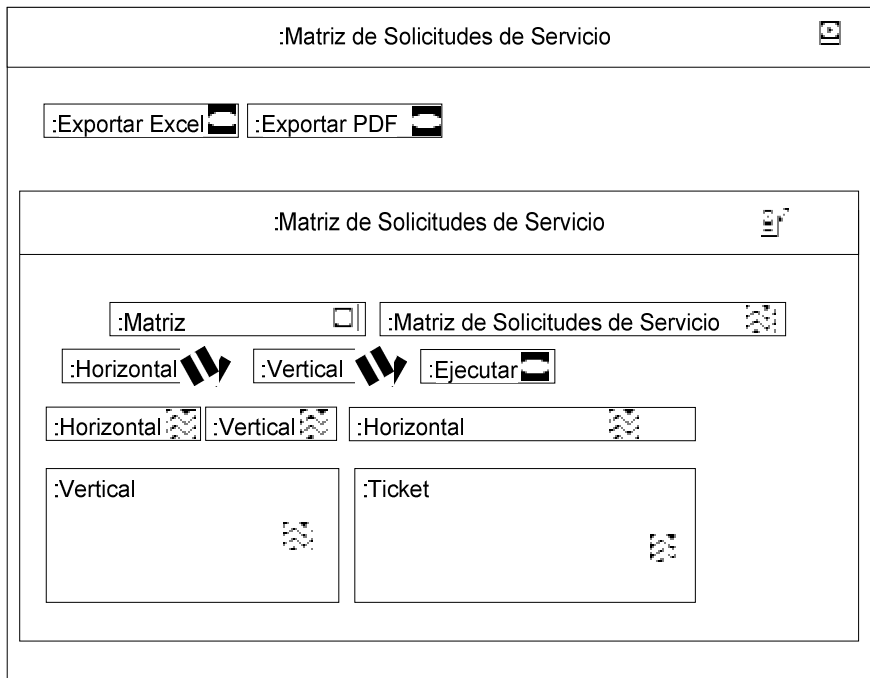 :Matriz de Solicitudes de Servicio
:Exportar Excel :Exportar PDF
:Matriz de Solicitudes de Servicio
:Matriz :Matriz de Solicitudes de Servicio
:Horizontal :Vertical :Ejecutar
:Horizontal :Vertical :Horizontal
:Vertical :Ticket